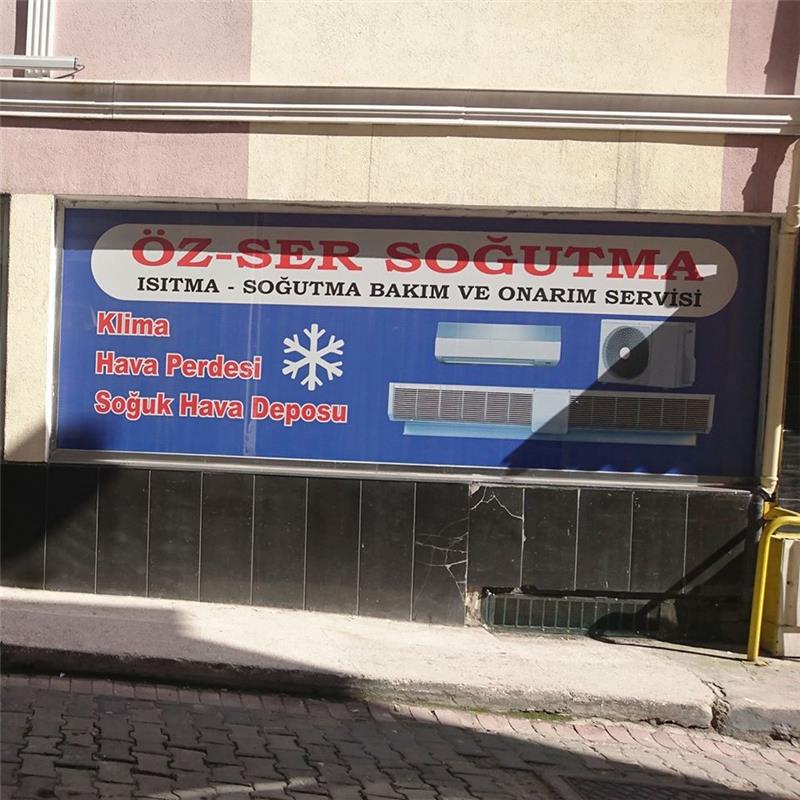 ÖZ-SER SOĞUTMA
ISITMA - SOĞUTMA BAKIM VE ONARIM SERVİSİ
Klima
Hava Perdesi
Soğuk Hava Deposu